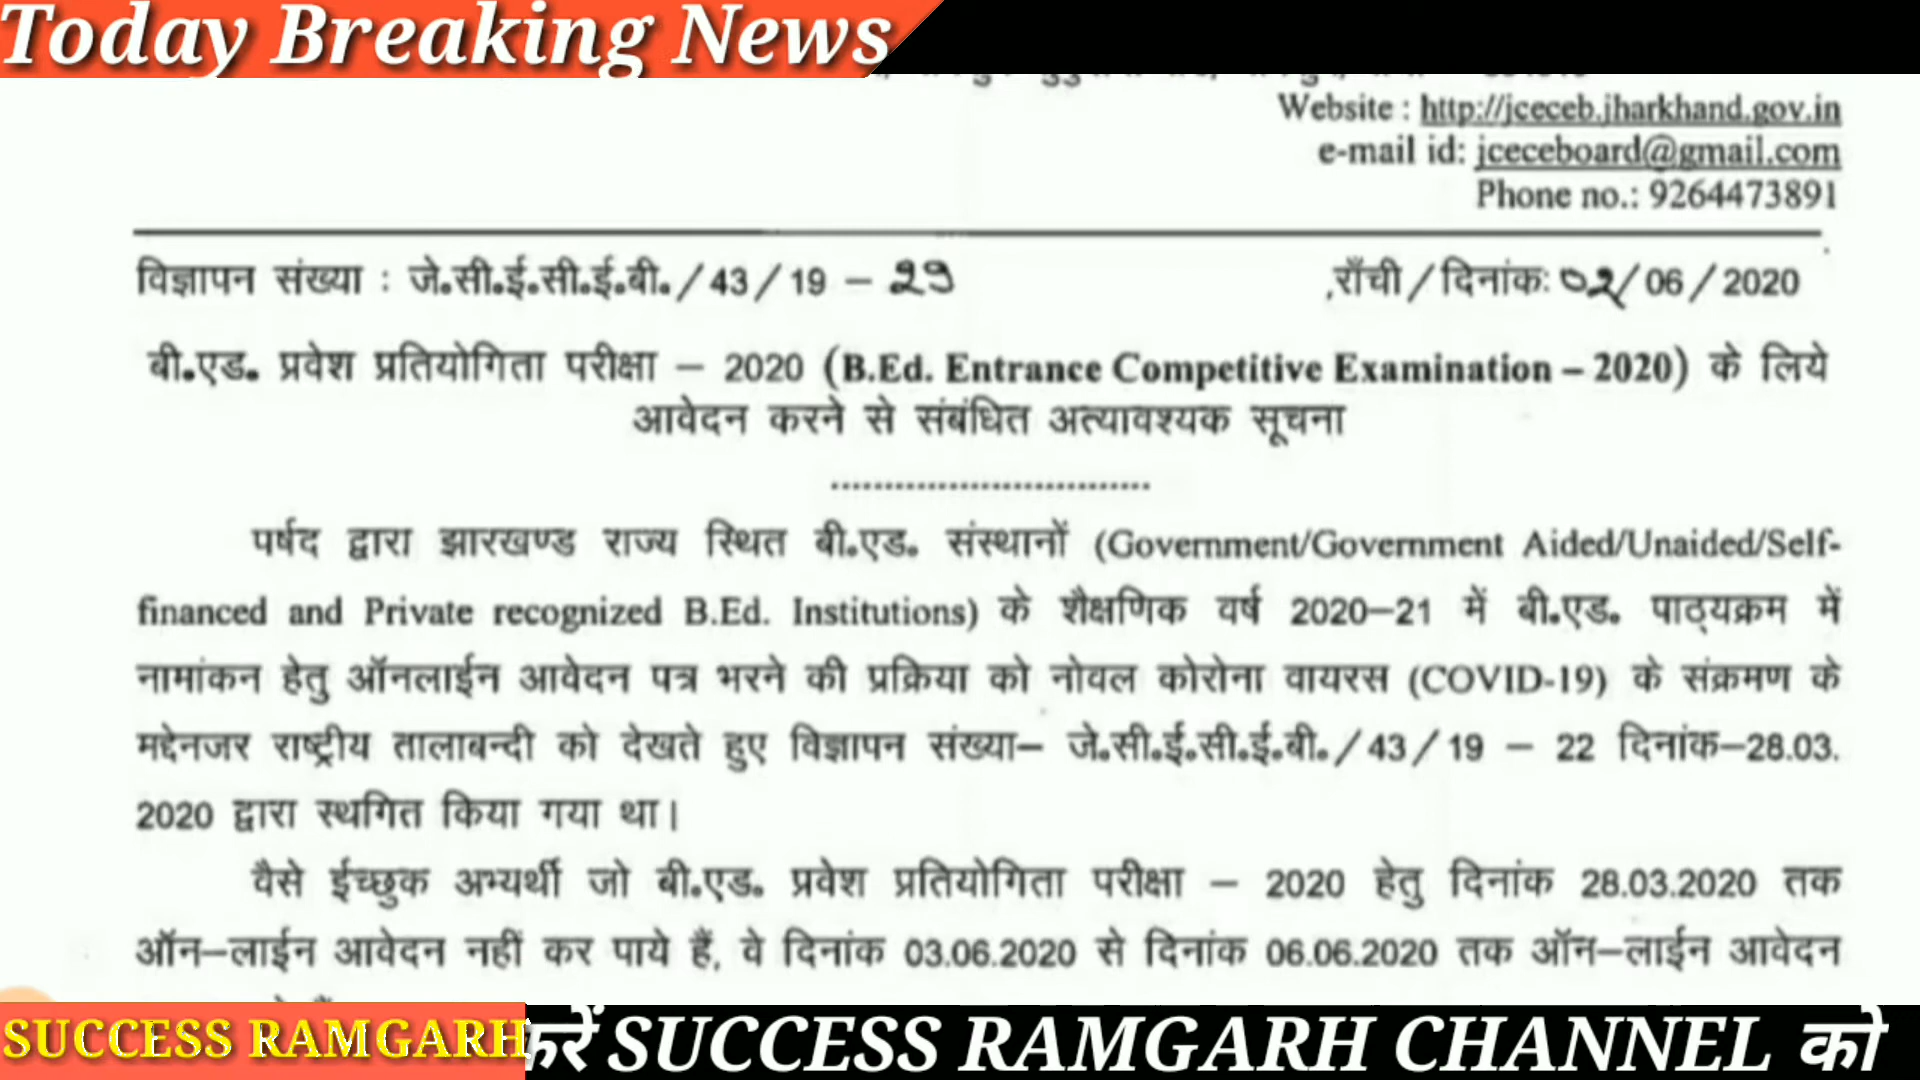 Today Breaking News
Website : http://jceceb.jharkhand.gov.in
e-mail id: jceceboard@gmail.com
Phone no.: 9264473891
विज्ञापन संख्या : जे.सी.ई.सी.ई.बी./43/19 – २९
राँची/दिनांक: ०२/06/2020
बी.एड. प्रवेश प्रतियोगिता परीक्षा – 2020 (B.Ed. Entrance Competitive Examination – 2020) के लिये
आवेदन करने से संबंधित अत्यावश्यक सूचना
पर्षद द्वारा झारखण्ड राज्य स्थित बी.एड. संस्थानों (Government/Government Aided/Unaided/Self-
financed and Private recognized B.Ed. Institutions) के शैक्षणिक वर्ष 2020–21 में बी.एड. पाठ्यक्रम में
नामांकन हेतु ऑनलाईन आवेदन पत्र भरने की प्रक्रिया को नोवल कोरोना वायरस (COVID-19) के संक्रमण के
मद्देनजर राष्ट्रीय तालाबन्दी को देखते हुए विज्ञापन संख्या– जे.सी.ई.सी.ई.बी./43/19 – 22 दिनांक–28.03.
2020 द्वारा स्थगित किया गया था।
वैसे ईच्छुक अभ्यर्थी जो बी.एड. प्रवेश प्रतियोगिता परीक्षा – 2020 हेतु दिनांक 28.03.2020 तक
ऑन–लाईन आवेदन नहीं कर पाये हैं, वे दिनांक 03.06.2020 से दिनांक 06.06.2020 तक ऑन–लाईन आवेदन
SUCCESS RAMGARH
करें SUCCESS RAMGARH CHANNEL को